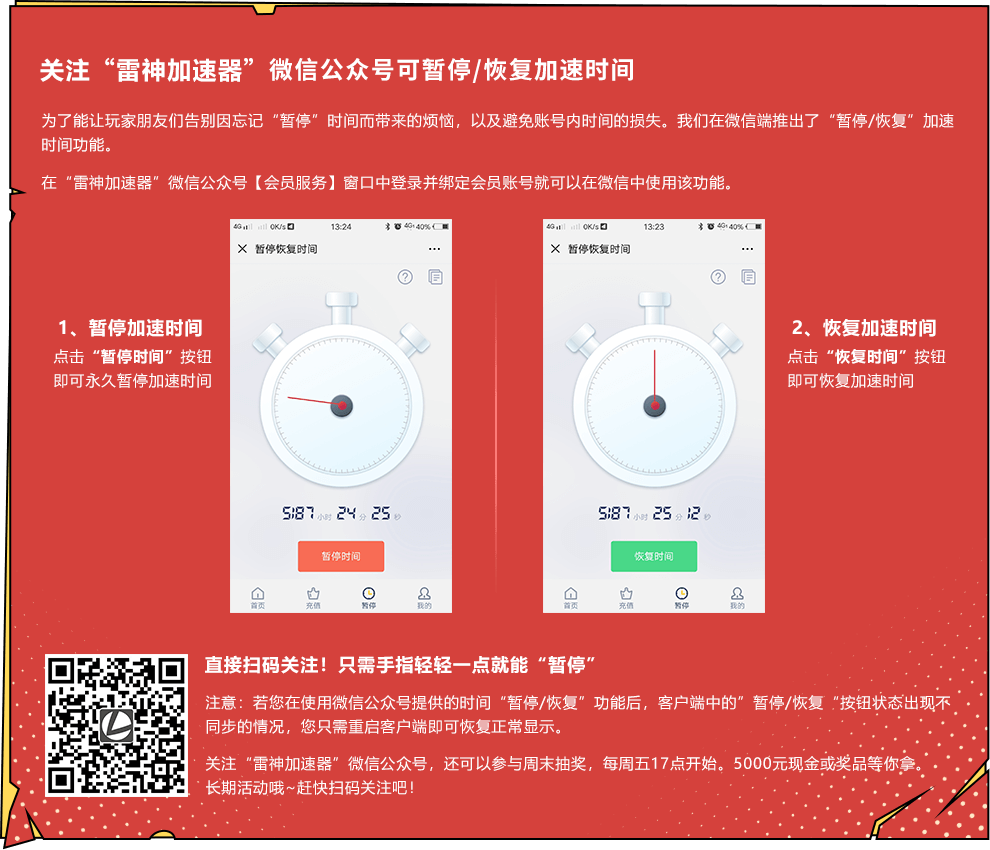 关注“雷神加速器”微信公众号可暂停/恢复加速时间
为了能让玩家朋友们告别因忘记“暂停”时间而带来的烦恼，以及避免账号内时间的损失。我们在微信端推出了“暂停/恢复”加速
时间功能。
在“雷神加速器”微信公众号【会员服务】窗口中登录并绑定会员账号就可以在微信中使用该功能。
1、暂停加速时间
点击“暂停时间”按钮
即可永久暂停加速时间
4G 0K/s 13:24 4G+ 40%
暂停恢复时间
5187 小时 24 分 25 秒
暂停时间
首页 充值 暂停 我的
4G 0K/s 13:23 4G+ 40%
暂停恢复时间
5187 小时 25 分 12 秒
恢复时间
首页 充值 暂停 我的
2、恢复加速时间
点击“恢复时间”按钮
即可恢复加速时间
直接扫码关注！只需手指轻轻一点就能“暂停”
注意：若您在使用微信公众号提供的时间“暂停/恢复”功能后，客户端中的”暂停/恢复“按钮状态出现不
同步的情况，您只需重启客户端即可恢复正常显示。
关注“雷神加速器”微信公众号，还可以参与周末抽奖，每周五17点开始。5000元现金或奖品等你拿。
长期活动哦~赶快扫码关注吧！